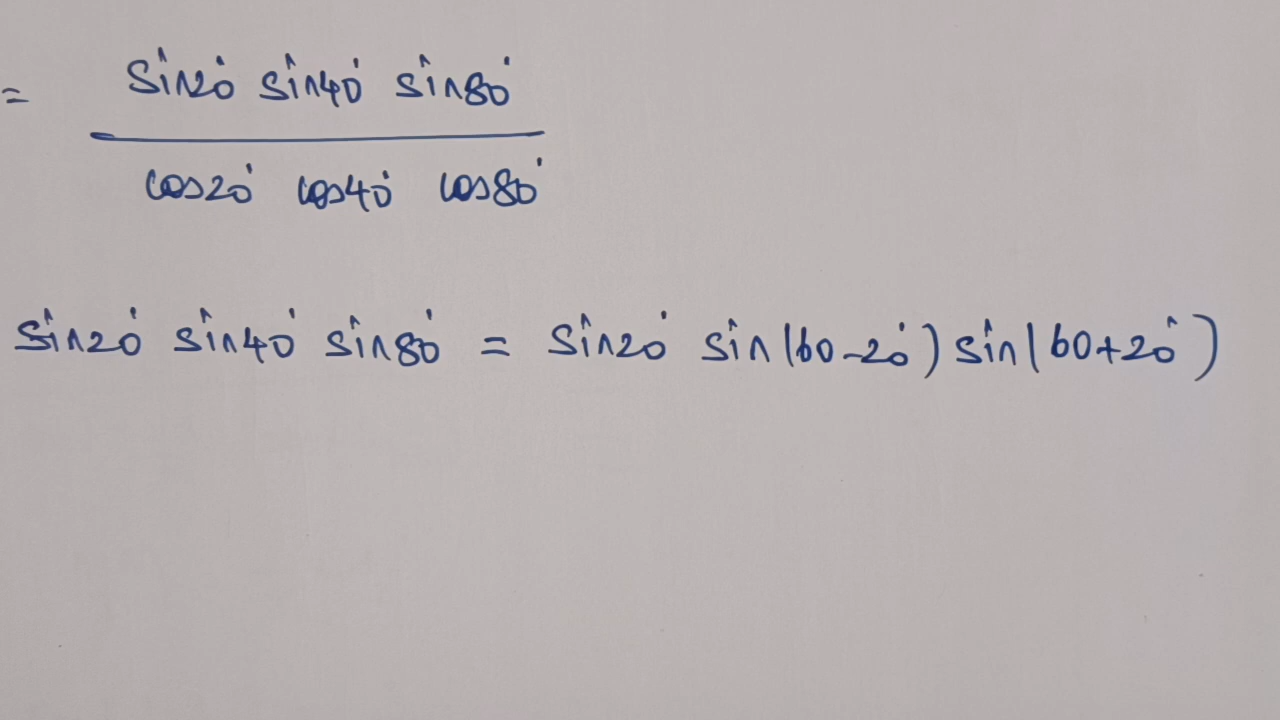 = sin20° sin40° sin80°
cos20° cos40° cos80°
sin20° sin40° sin80° = sin20° sin(60-20°) sin(60+20°)